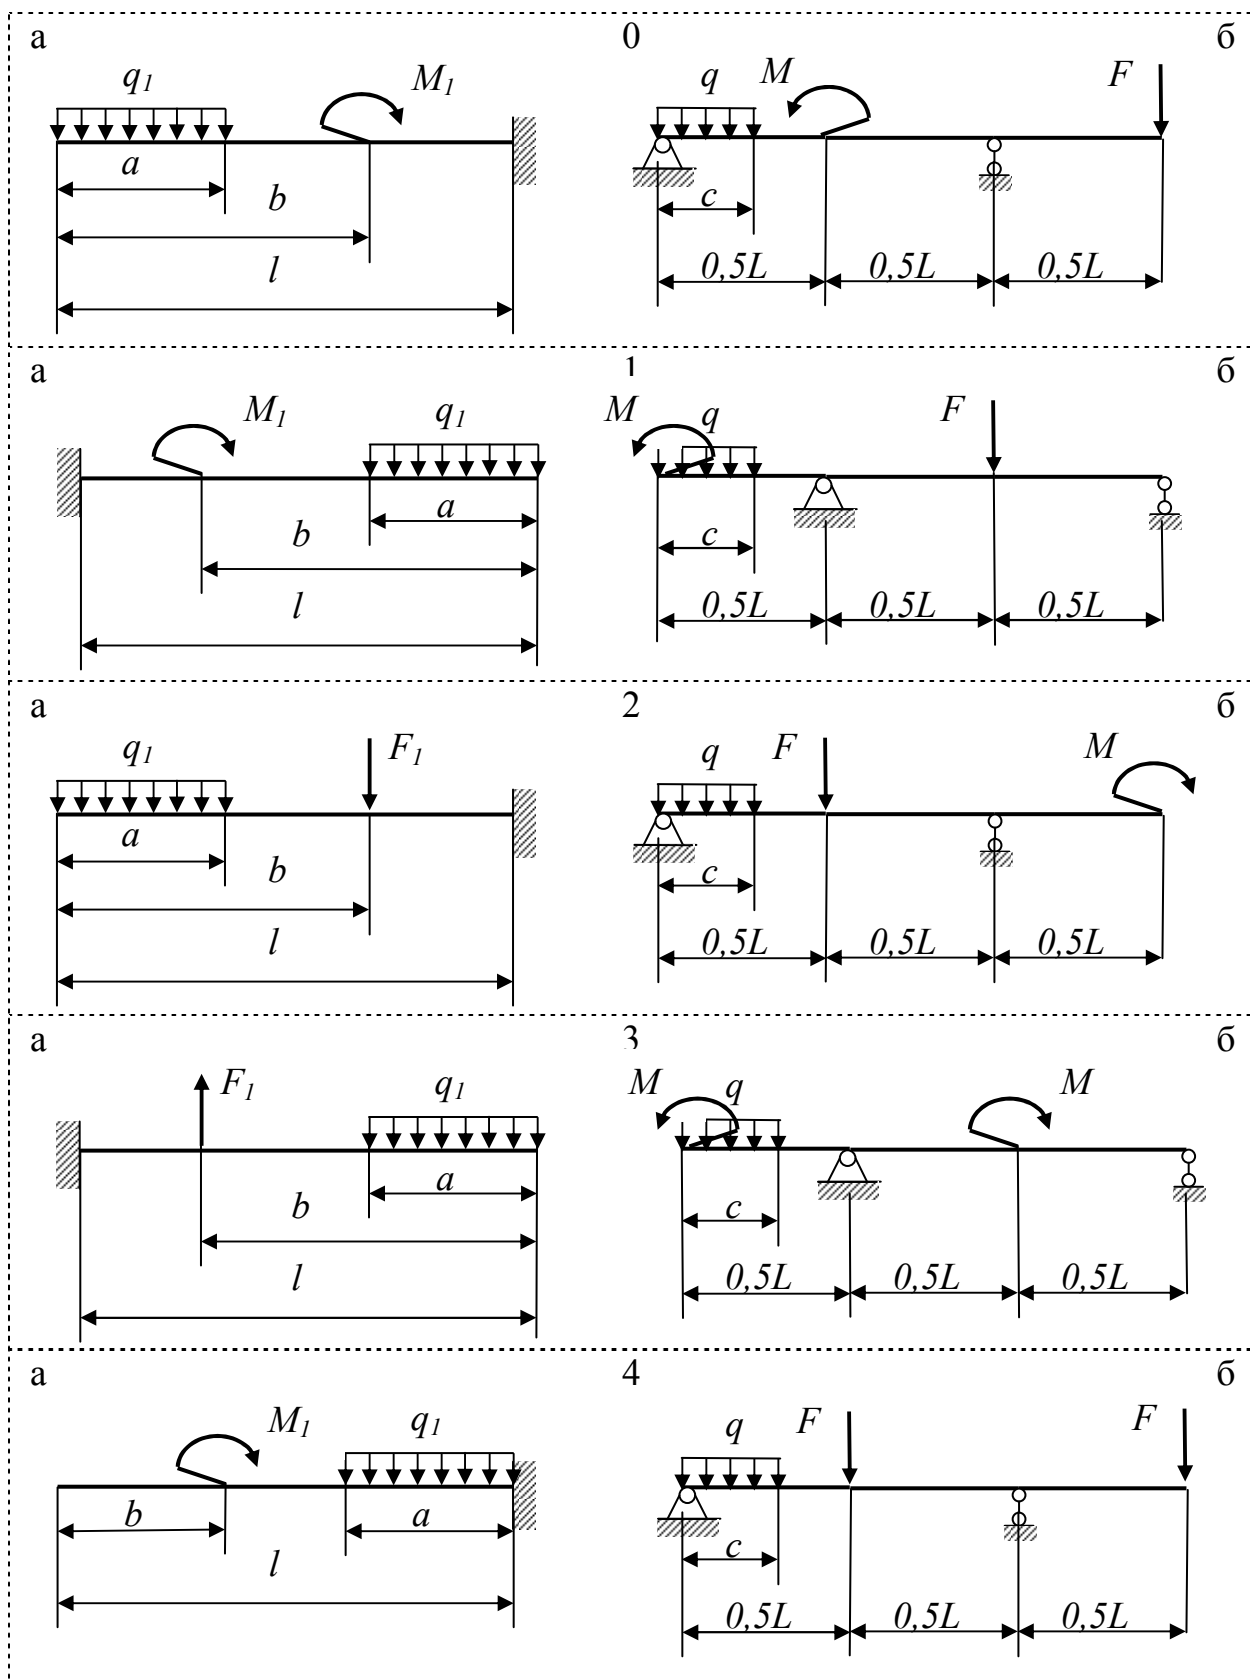 а 0 б
q1 M1 q M F
a c
b
l 0,5L 0,5L 0,5L
а 1 б
M1 q1 M q F
a c
b
l 0,5L 0,5L 0,5L
а 2 б
q1 F1 q F M
a c
b
l 0,5L 0,5L 0,5L
а 3 б
F1 q1 M q M
a c
b
l 0,5L 0,5L 0,5L
а 4 б
M1 q1 q F F
b a c
l 0,5L 0,5L 0,5L